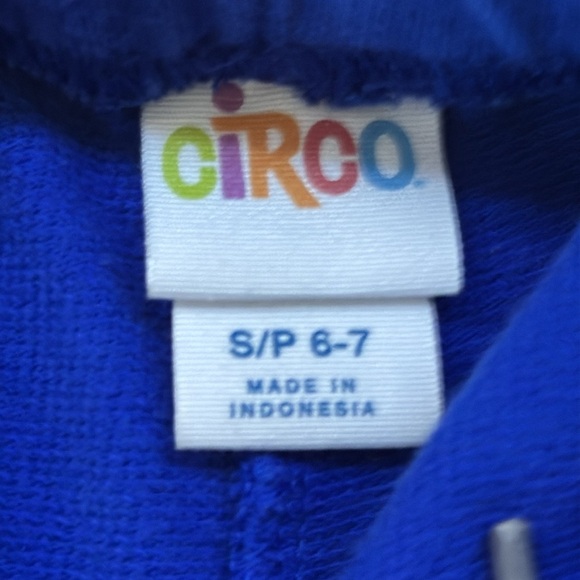 CiRCO
S/P 6-7
MADE IN
INDONESIA